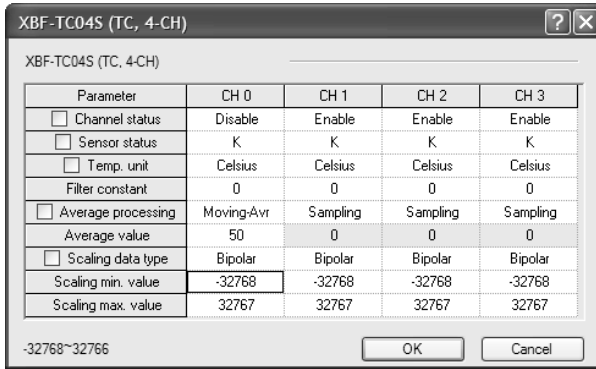 XBF-TC04S (TC, 4-CH)
XBF-TC04S (TC, 4-CH)
Parameter CH 0 CH 1 CH 2 CH 3
Channel status Disable Enable Enable Enable
Sensor status K K K K
Temp. unit Celsius Celsius Celsius Celsius
Filter constant 0 0 0 0
Average processing Moving-Avr Sampling Sampling Sampling
Average value 50 0 0 0
Scaling data type Bipolar Bipolar Bipolar Bipolar
Scaling min. value -32768 -32768 -32768 -32768
Scaling max. value 32767 32767 32767 32767
-32768~32766 OK Cancel